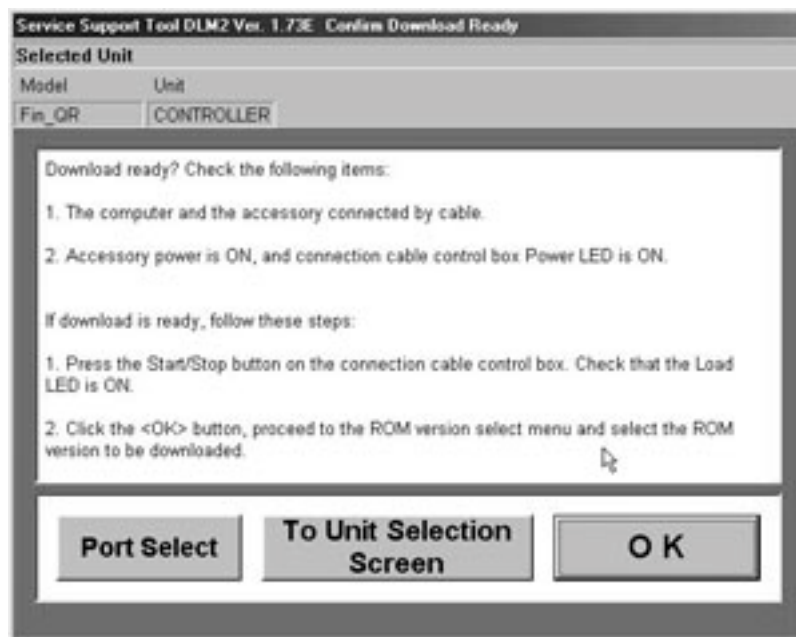 Service Support Tool DLM2 Ver. 1.73E Confirm Download Ready
Selected Unit
Model Unit
Fin_QR CONTROLLER
Download ready? Check the following items:
1. The computer and the accessory connected by cable.
2. Accessory power is ON, and connection cable control box Power LED is ON.
If download is ready, follow these steps:
1. Press the Start/Stop button on the connection cable control box. Check that the Load
LED is ON.
2. Click the <OK> button, proceed to the ROM version select menu and select the ROM
version to be downloaded.
Port Select
To Unit Selection
Screen
O K